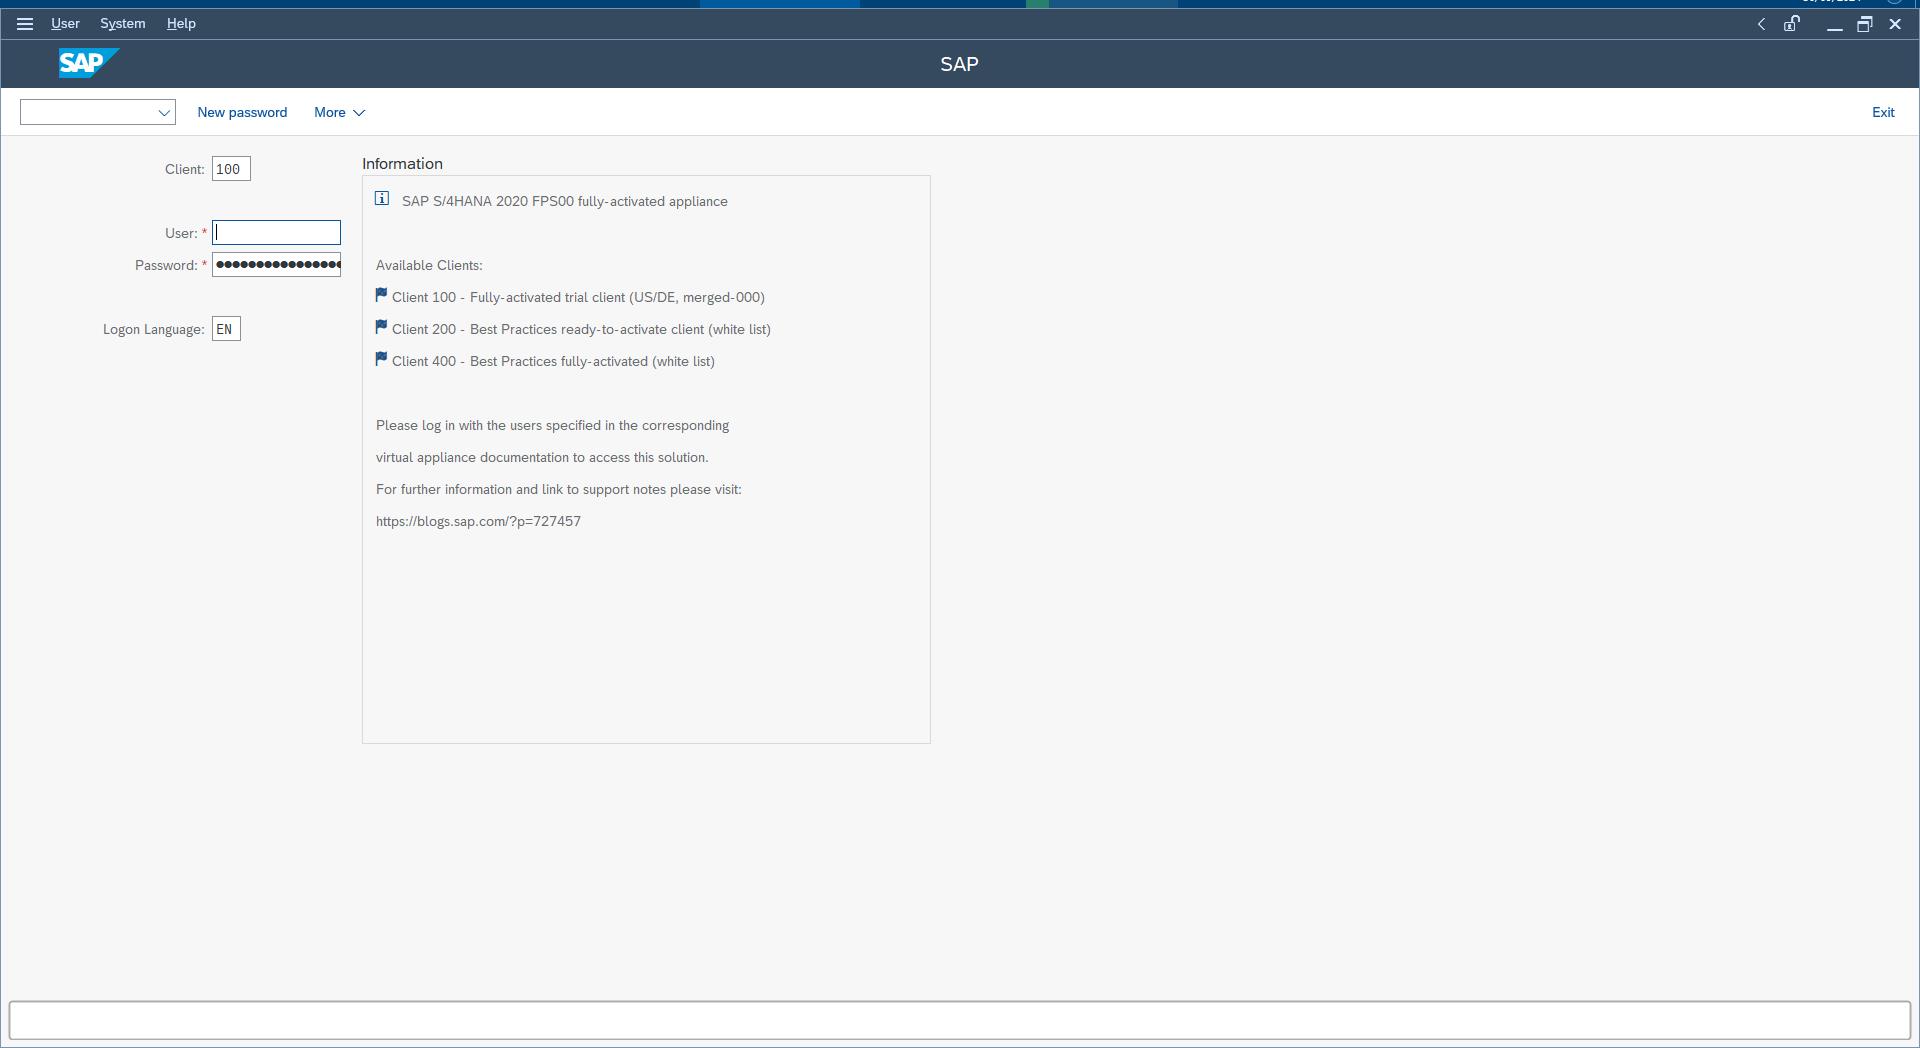 User System Help
SAP
SAP
New password More Exit
Client: 100
User: *
Password: *
Logon Language: EN
Information
SAP S/4HANA 2020 FPS00 fully-activated appliance
Available Clients:
Client 100 - Fully-activated trial client (US/DE, merged-000)
Client 200 - Best Practices ready-to-activate client (white list)
Client 400 - Best Practices fully-activated (white list)
Please log in with the users specified in the corresponding
virtual appliance documentation to access this solution.
For further information and link to support notes please visit:
https://blogs.sap.com/?p=727457